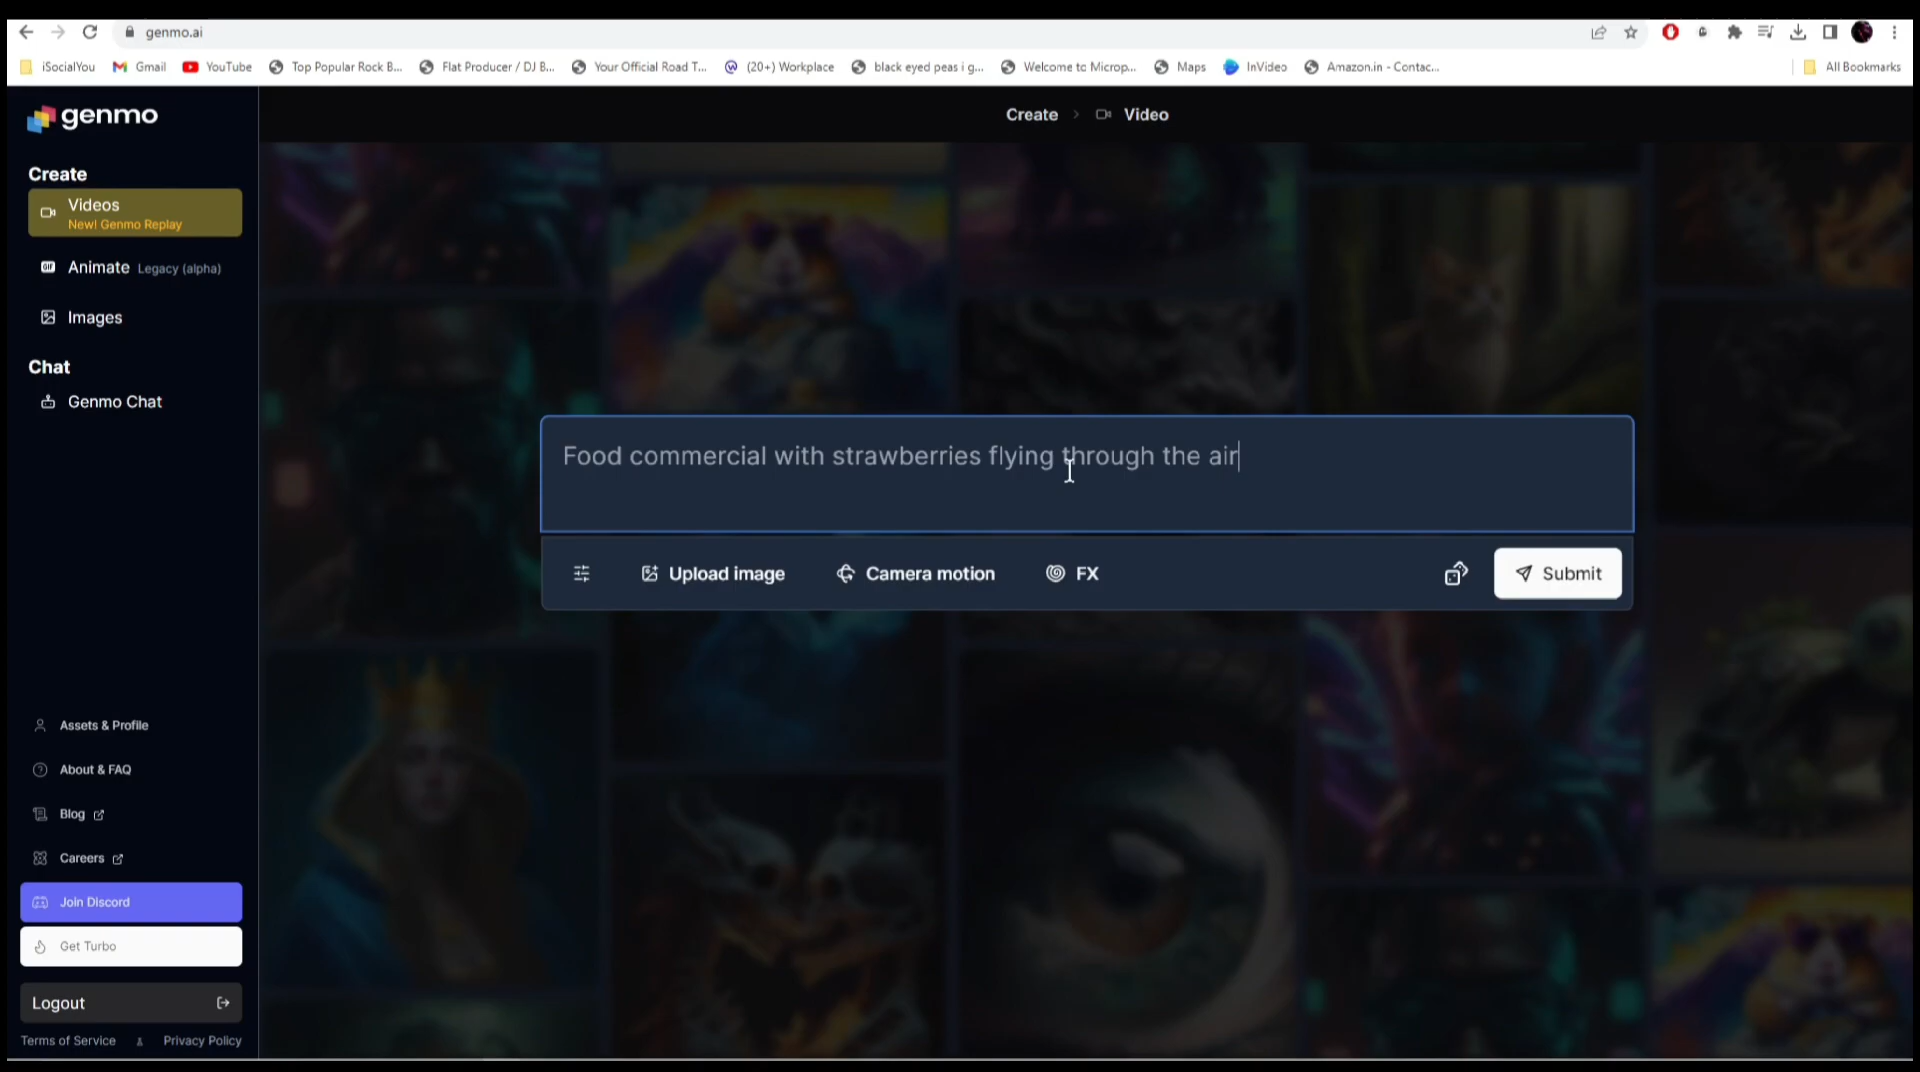 genmo.ai
iSocialYou
Gmail
YouTube
Top Popular Rock B...
Flat Producer / DJ B...
Your Official Road T...
(20+) Workplace
black eyed peas i g...
Welcome to Microp...
Maps
InVideo
Amazon.in - Contac...
All Bookmarks
genmo
Create
Videos
New! Genmo Replay
GIF
Animate Legacy (alpha)
Images
Chat
Genmo Chat
Create > Video
Food commercial with strawberries flying through the air
Upload image
Camera motion
FX
Submit
Assets & Profile
About & FAQ
Blog
Careers
Join Discord
Get Turbo
Logout
Terms of Service
Privacy Policy